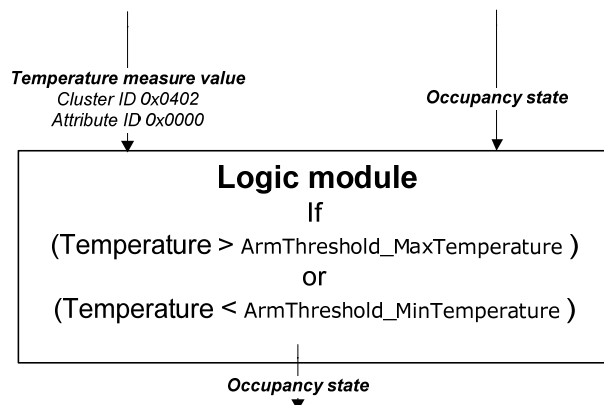 Temperature measure value
Cluster ID 0x0402
Attribute ID 0x0000
Occupancy state
Logic module
If
(Temperature > ArmThreshold_MaxTemperature )
or
(Temperature < ArmThreshold_MinTemperature )
Occupancy state